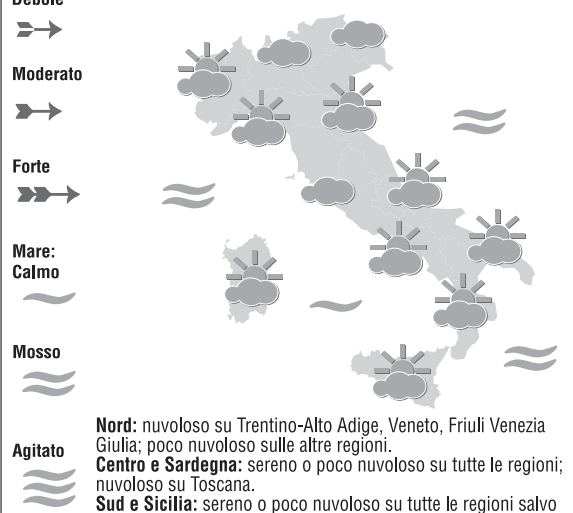 Debole
Moderato
Forte
Mare:
Calmo
Mosso
Agitato
Nord: nuvoloso su Trentino-Alto Adige, Veneto, Friuli Venezia
Giulia; poco nuvoloso sulle altre regioni.
Centro e Sardegna: sereno o poco nuvoloso su tutte le regioni;
nuvoloso su Toscana.
Sud e Sicilia: sereno o poco nuvoloso su tutte le regioni salvo